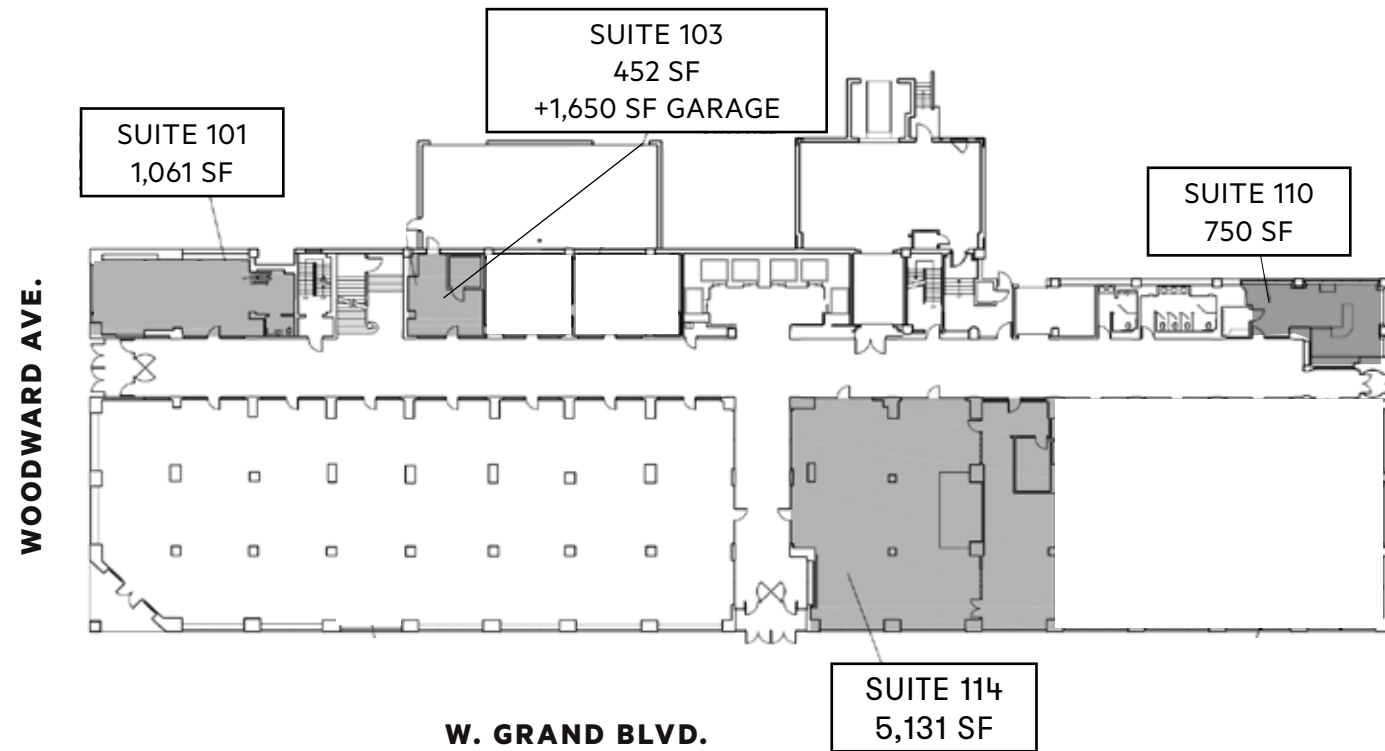 SUITE 103
452 SF
+1,650 SF GARAGE
SUITE 101
1,061 SF
SUITE 110
750 SF
WOODWARD AVE.
SUITE 114
5,131 SF
W. GRAND BLVD.